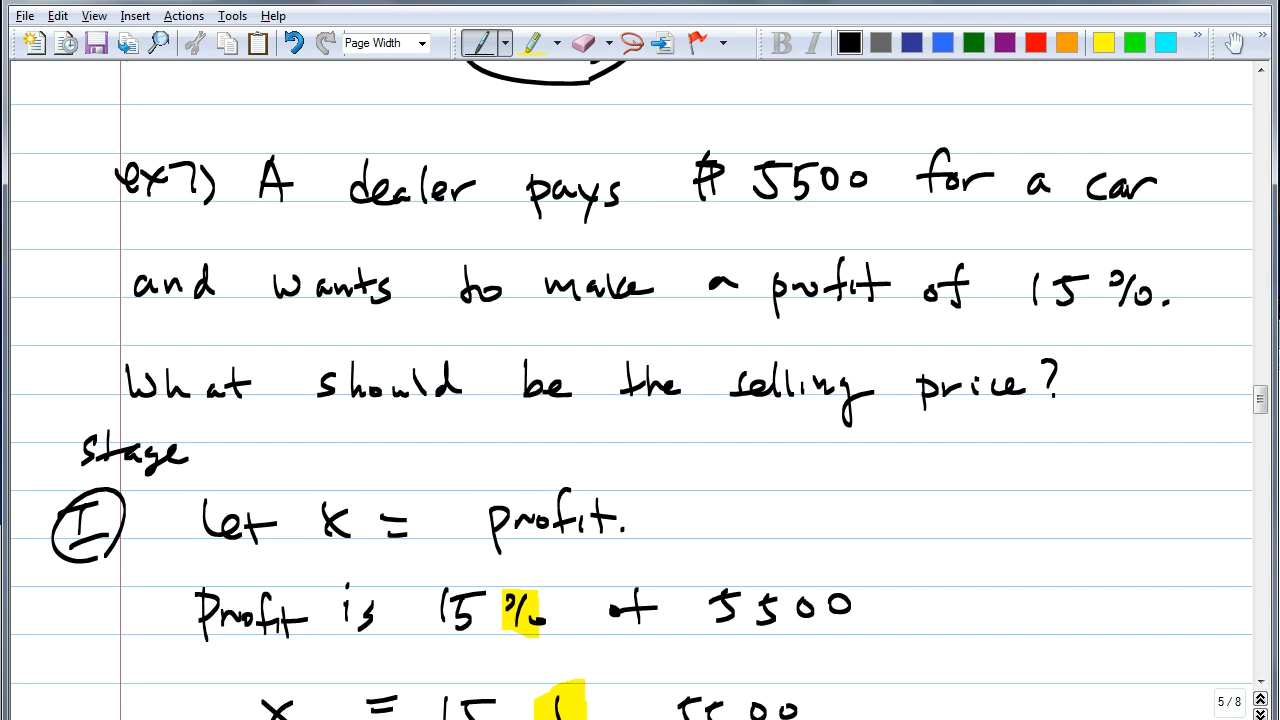 File Edit View Insert Actions Tools Help
Page Width
B I
ex7) A dealer pays $ 5500 for a car
and wants to make a profit of 15 %.
What should be the selling price?
stage
I Let x = profit.
Profit is 15 % of 5500
x = 15 5500
5/8